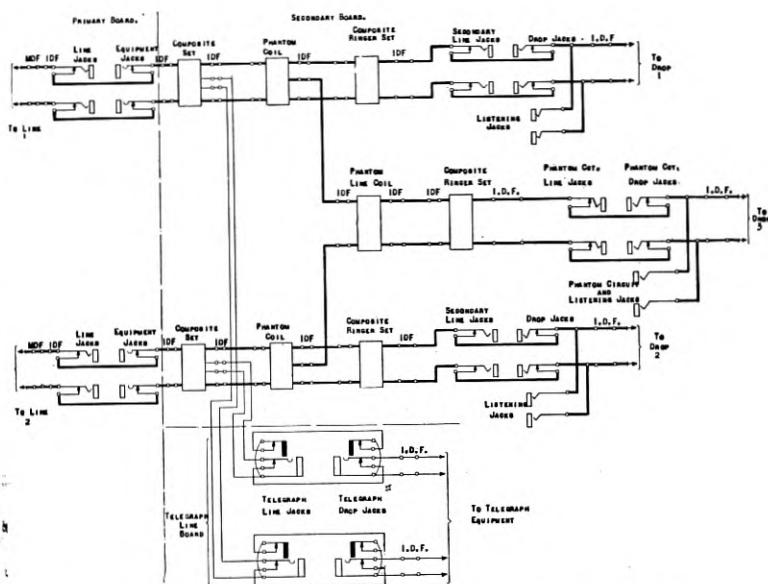 PRIMARY BOARD.
SECONDARY BOARD.
LINE JACKS
EQUIPMENT JACKS
COMPOSITE SET
PHANTOM COIL
COMPOSITE RINGER SET
SECONDARY LINE JACKS
DROP JACKS. I.D.F
MDF IDF
IDF
IDF
IDF
IDF
TO DROP 1
TO LINE 1
LISTENING JACKS
PHANTOM LINE COIL
COMPOSITE RINGER SET
PHANTOM CCT. LINE JACKS
PHANTOM CCT. DROP JACKS.
IDF
IDF
IDF
I.D.F.
I.D.F.
TO DROP 3
PHANTOM CIRCUIT AND LISTENING JACKS
LINE JACKS
EQUIPMENT JACKS
COMPOSITE SET
PHANTOM COIL
COMPOSITE RINGER SET
SECONDARY LINE JACKS
DROP JACKS
I.D.F.
MDF IDF
IDF
IDF
IDF
IDF
TO DROP 2
TO LINE 2
LISTENING JACKS
I.D.F.
TELEGRAPH LINE BOARD
TELEGRAPH LINE JACKS
TELEGRAPH DROP JACKS
TO TELEGRAPH EQUIPMENT
I.D.F.